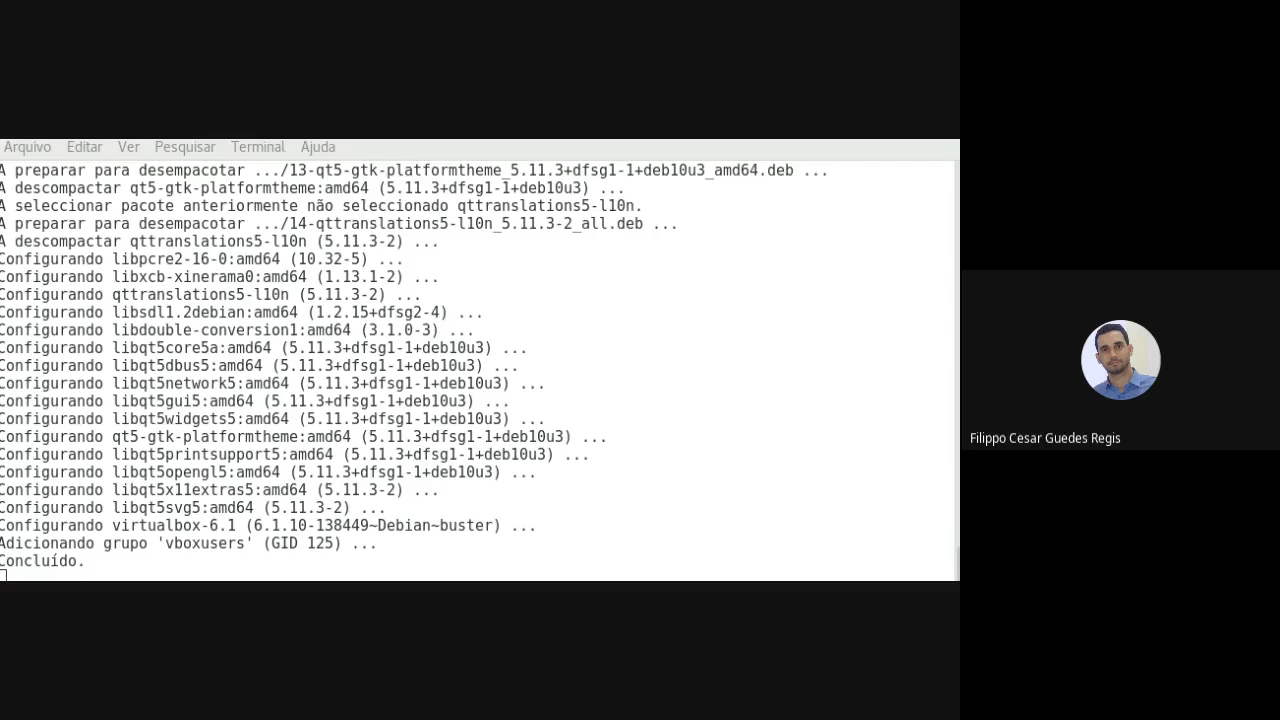 Arquivo Editar Ver Pesquisar Terminal Ajuda
A preparar para desempacotar .../13-qt5-gtk-platformtheme_5.11.3+dfsg1-1+deb10u3_amd64.deb ...
A descompactar qt5-gtk-platformtheme:amd64 (5.11.3+dfsg1-1+deb10u3) ...
A seleccionar pacote anteriormente não seleccionado qttranslations5-l10n.
A preparar para desempacotar .../14-qttranslations5-l10n_5.11.3-2_all.deb ...
A descompactar qttranslations5-l10n (5.11.3-2) ...
Configurando libpcre2-16-0:amd64 (10.32-5) ...
Configurando libxcb-xinerama0:amd64 (1.13.1-2) ...
Configurando qttranslations5-l10n (5.11.3-2) ...
Configurando libsdl1.2debian:amd64 (1.2.15+dfsg2-4) ...
Configurando libdouble-conversion1:amd64 (3.1.0-3) ...
Configurando libqt5core5a:amd64 (5.11.3+dfsg1-1+deb10u3) ...
Configurando libqt5dbus5:amd64 (5.11.3+dfsg1-1+deb10u3) ...
Configurando libqt5network5:amd64 (5.11.3+dfsg1-1+deb10u3) ...
Configurando libqt5gui5:amd64 (5.11.3+dfsg1-1+deb10u3) ...
Configurando libqt5widgets5:amd64 (5.11.3+dfsg1-1+deb10u3) ...
Configurando qt5-gtk-platformtheme:amd64 (5.11.3+dfsg1-1+deb10u3) ...
Configurando libqt5printsupport5:amd64 (5.11.3+dfsg1-1+deb10u3) ...
Configurando libqt5opengl5:amd64 (5.11.3+dfsg1-1+deb10u3) ...
Configurando libqt5x11extras5:amd64 (5.11.3-2) ...
Configurando libqt5svg5:amd64 (5.11.3-2) ...
Configurando virtualbox-6.1 (6.1.10-138449~Debian~buster) ...
Adicionando grupo 'vboxusers' (GID 125) ...
Concluído.
Filippo Cesar Guedes Regis